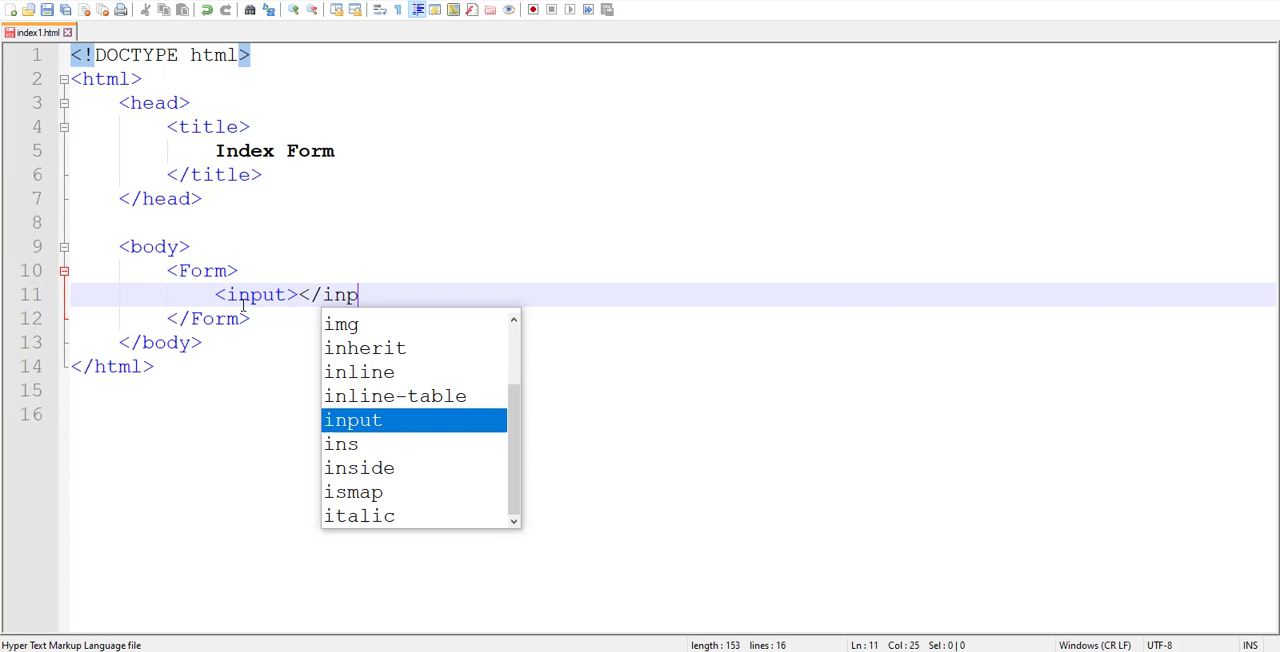 index1.html
1 <!DOCTYPE html>
2 <html>
3 <head>
4 <title>
5 Index Form
6 </title>
7 </head>
8
9 <body>
10 <Form>
11 <input></inp
12 </Form>
13 </body>
14 </html>
15
16
img
inherit
inline
inline-table
input
ins
inside
ismap
italic
Hyper Text Markup Language file length : 153 lines : 16 Ln : 11 Col : 25 Sel : 0 | 0 Windows (CR LF) UTF-8 INS